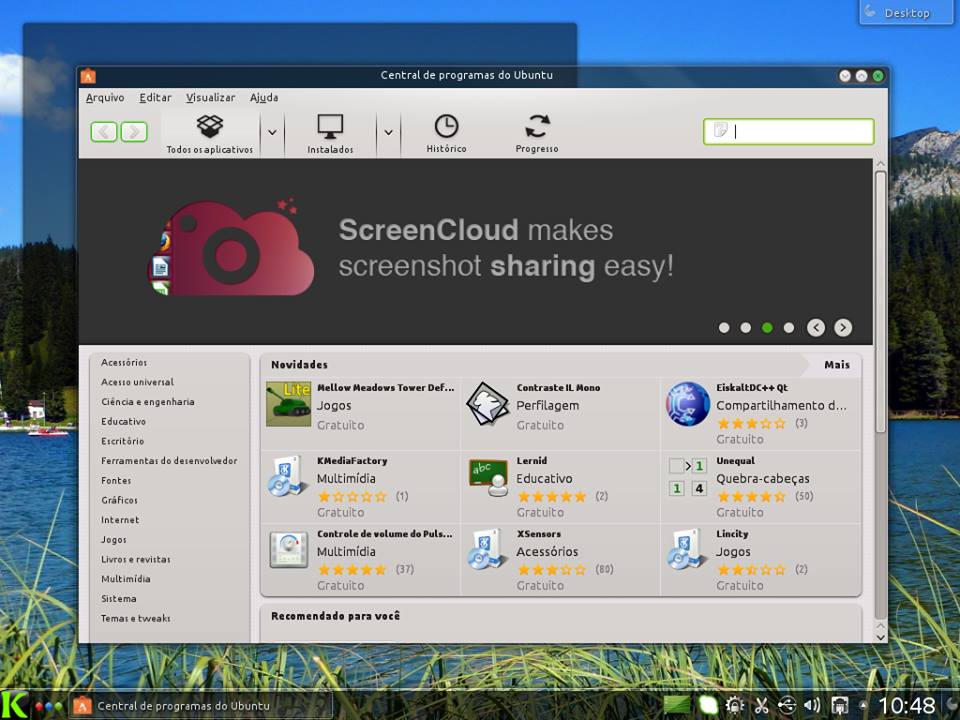 Desktop
Central de programas do Ubuntu
Arquivo Editar Visualizar Ajuda
Todos os aplicativos Instalados Histórico Progresso
ScreenCloud makes
screenshot sharing easy!
Acessórios
Acesso universal
Ciência e engenharia
Educativo
Escritório
Ferramentas do desenvolvedor
Fontes
Gráficos
Internet
Jogos
Livros e revistas
Multimídia
Sistema
Temas e tweaks
Novidades Mais
Lite
Mellow Meadows Tower Def...
Jogos
Gratuito
Contraste IL Mono
Perfilagem
Gratuito
EiskaltDC++ Qt
Compartilhamento d...
(3)
Gratuito
KMediaFactory
Multimídia
(1)
Gratuito
abc
Lernid
Educativo
(2)
Gratuito
> 1
1 4
Unequal
Quebra-cabeças
(50)
Gratuito
Controle de volume do Puls...
Multimídia
(37)
Gratuito
XSensors
Acessórios
(80)
Gratuito
Lincity
Jogos
(2)
Gratuito
Recomendado para você
K Central de programas do Ubuntu 10:48